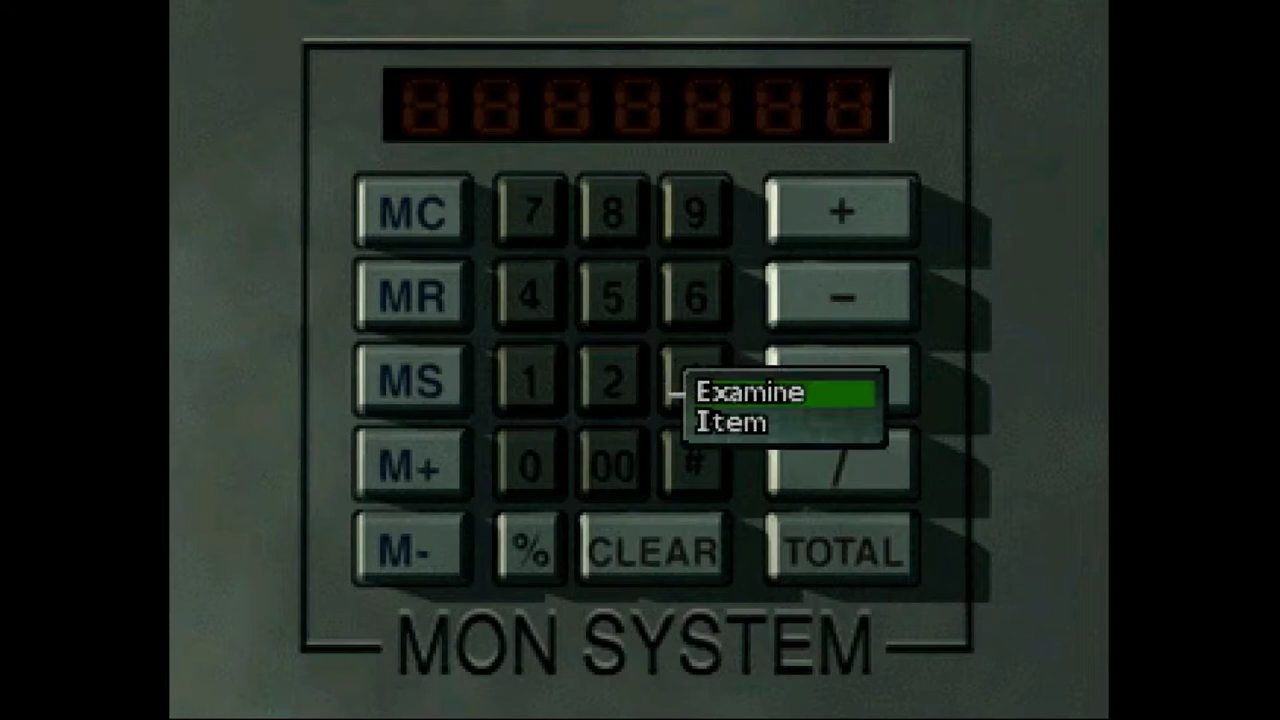 8888888
MC 7 8 9 +
MR 4 5 6 -
MS 1 2
Examine
Item
M+ 0 00 # /
M- % CLEAR TOTAL
MON SYSTEM